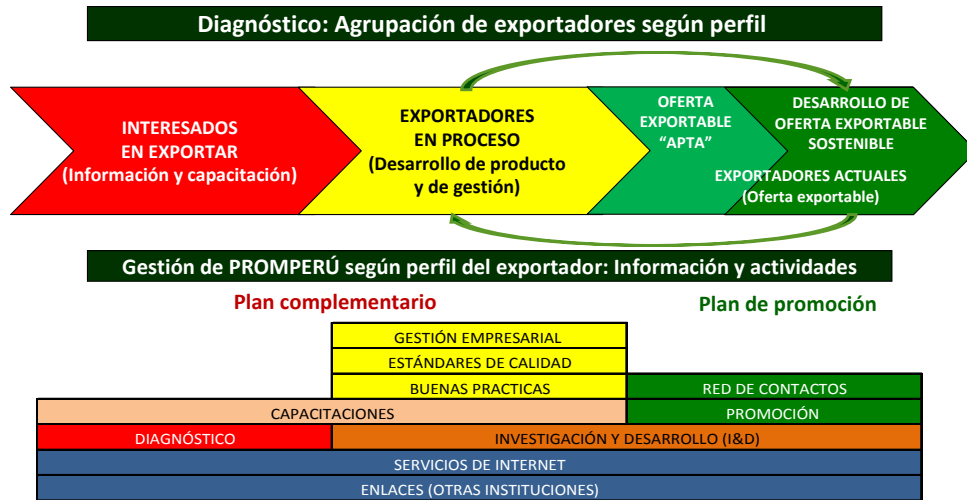 Diagnóstico: Agrupación de exportadores según perfil
INTERESADOS
EN EXPORTAR
(Información y capacitación)
EXPORTADORES
EN PROCESO
(Desarrollo de producto
y de gestión)
OFERTA
EXPORTABLE
“APTA”
DESARROLLO DE
OFERTA EXPORTABLE
SOSTENIBLE
EXPORTADORES ACTUALES
(Oferta exportable)
Gestión de PROMPERÚ según perfil del exportador: Información y actividades
Plan complementario
Plan de promoción
GESTIÓN EMPRESARIAL
ESTÁNDARES DE CALIDAD
BUENAS PRACTICAS
RED DE CONTACTOS
CAPACITACIONES
PROMOCIÓN
DIAGNÓSTICO
INVESTIGACIÓN Y DESARROLLO (I&D)
SERVICIOS DE INTERNET
ENLACES (OTRAS INSTITUCIONES)